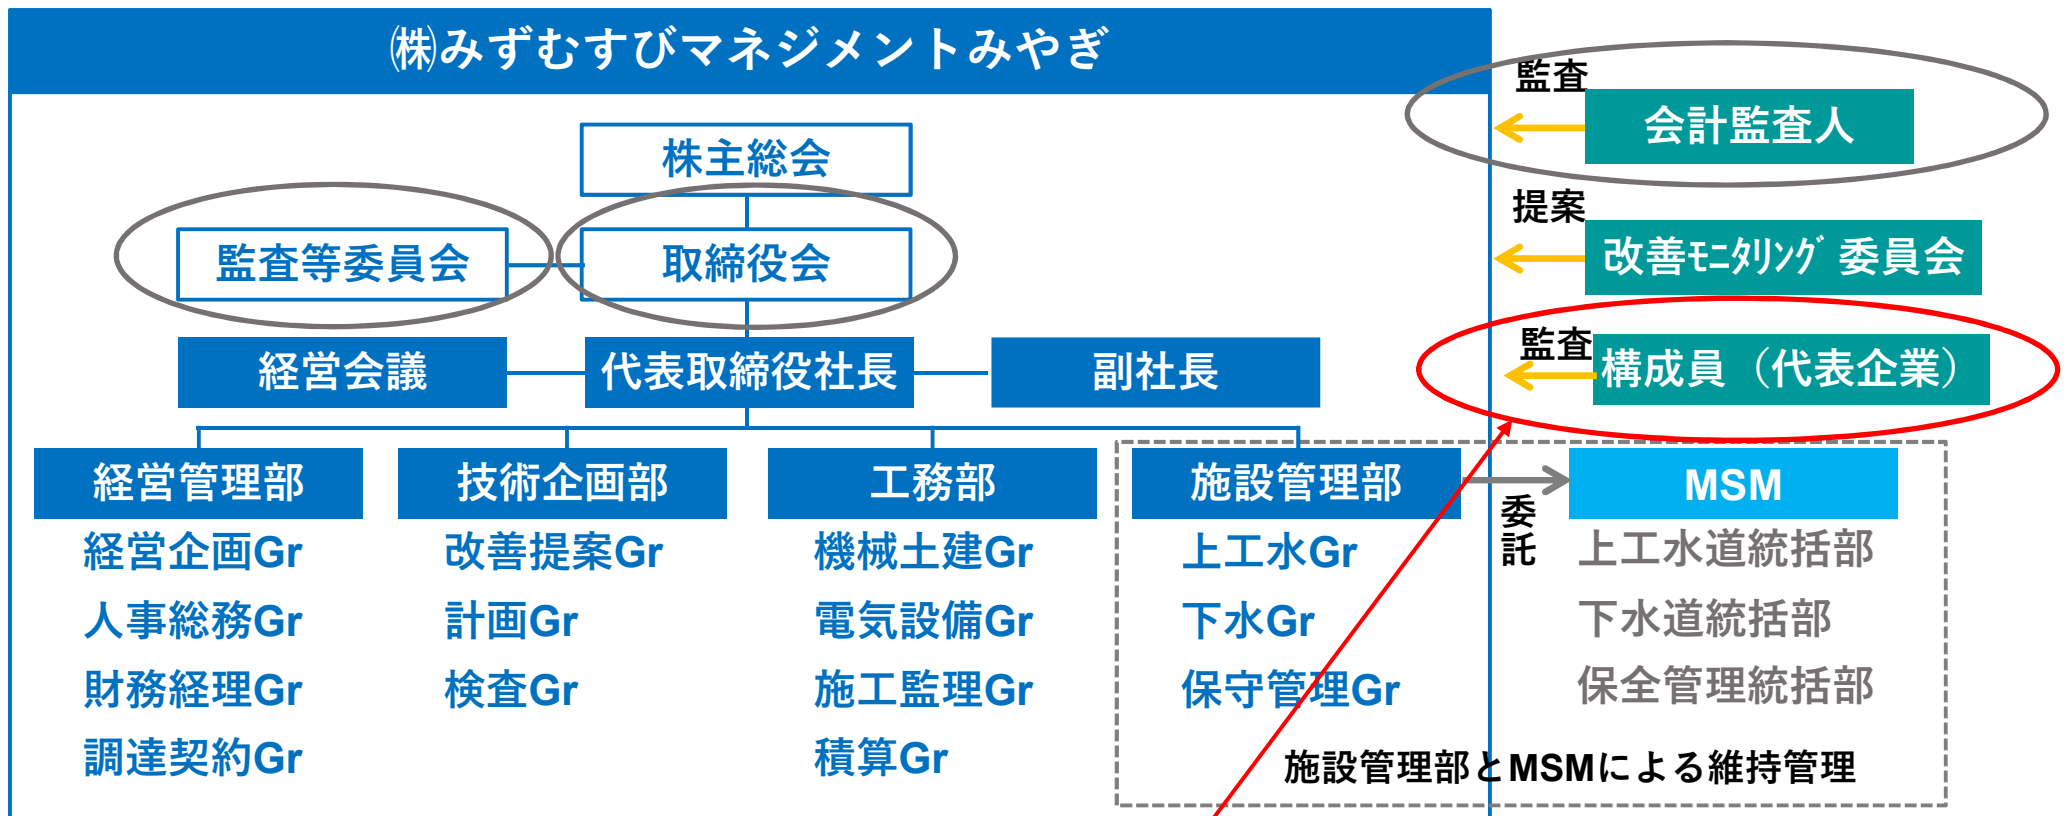 ㈱みずむすびマネジメントみやぎ
監査
会計監査人
株主総会
提案
監査等委員会
取締役会
改善ﾓﾆﾀﾘﾝｸﾞ 委員会
監査
経営会議
代表取締役社長
副社長
構成員（代表企業）
経営管理部
技術企画部
工務部
施設管理部
委託
MSM
経営企画Gr
人事総務Gr
財務経理Gr
調達契約Gr
改善提案Gr
計画Gr
検査Gr
機械土建Gr
電気設備Gr
施工監理Gr
積算Gr
上工水Gr
下水Gr
保守管理Gr
上工水道統括部
下水道統括部
保全管理統括部
施設管理部とMSMによる維持管理